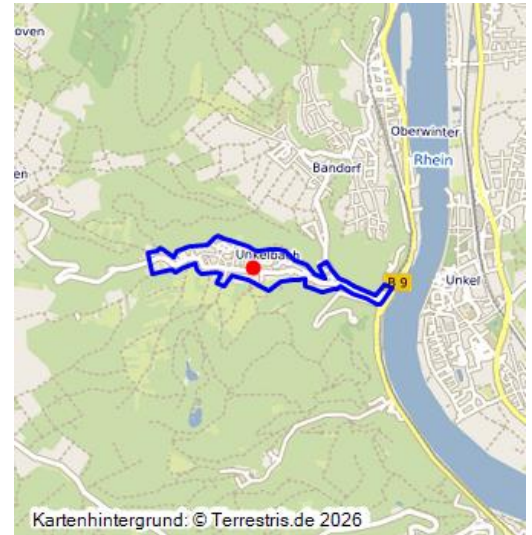 oven
Oberwinter
Rhein
Bandorf
en
Unkelbach
Unkel
B 9
Kartenhintergrund: © Terrestris.de 2026